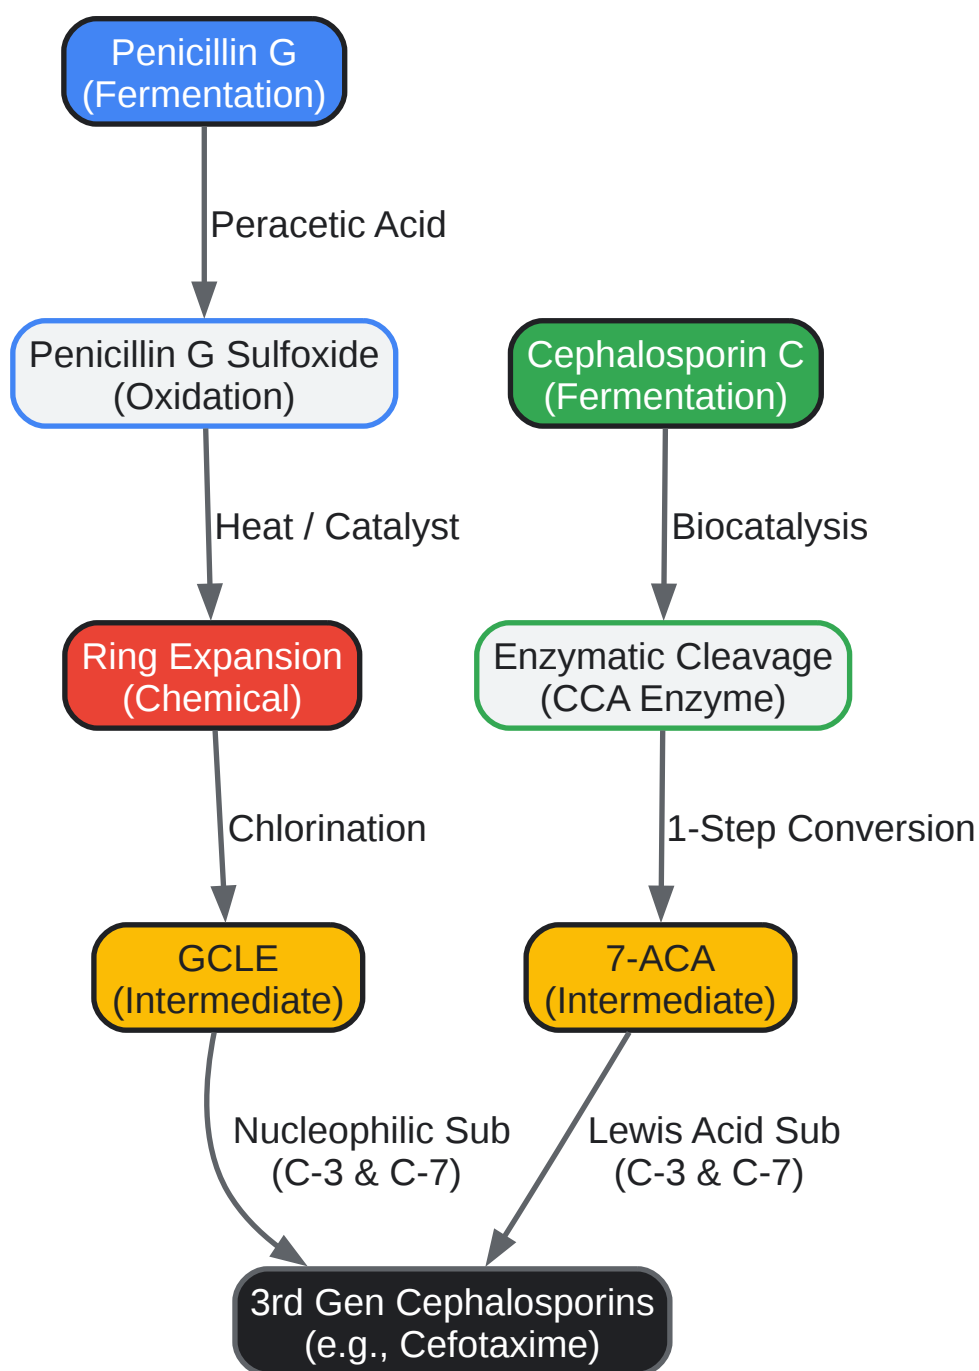 Penicillin G
(Fermentation)
Peracetic Acid
Penicillin G Sulfoxide
(Oxidation)
Cephalosporin C
(Fermentation)
Heat / Catalyst
Biocatalysis
Ring Expansion
(Chemical)
Enzymatic Cleavage
(CCA Enzyme)
Chlorination
1-Step Conversion
GCLE
(Intermediate)
7-ACA
(Intermediate)
Nucleophilic Sub
(C-3 & C-7)
Lewis Acid Sub
(C-3 & C-7)
3rd Gen Cephalosporins
(e.g., Cefotaxime)